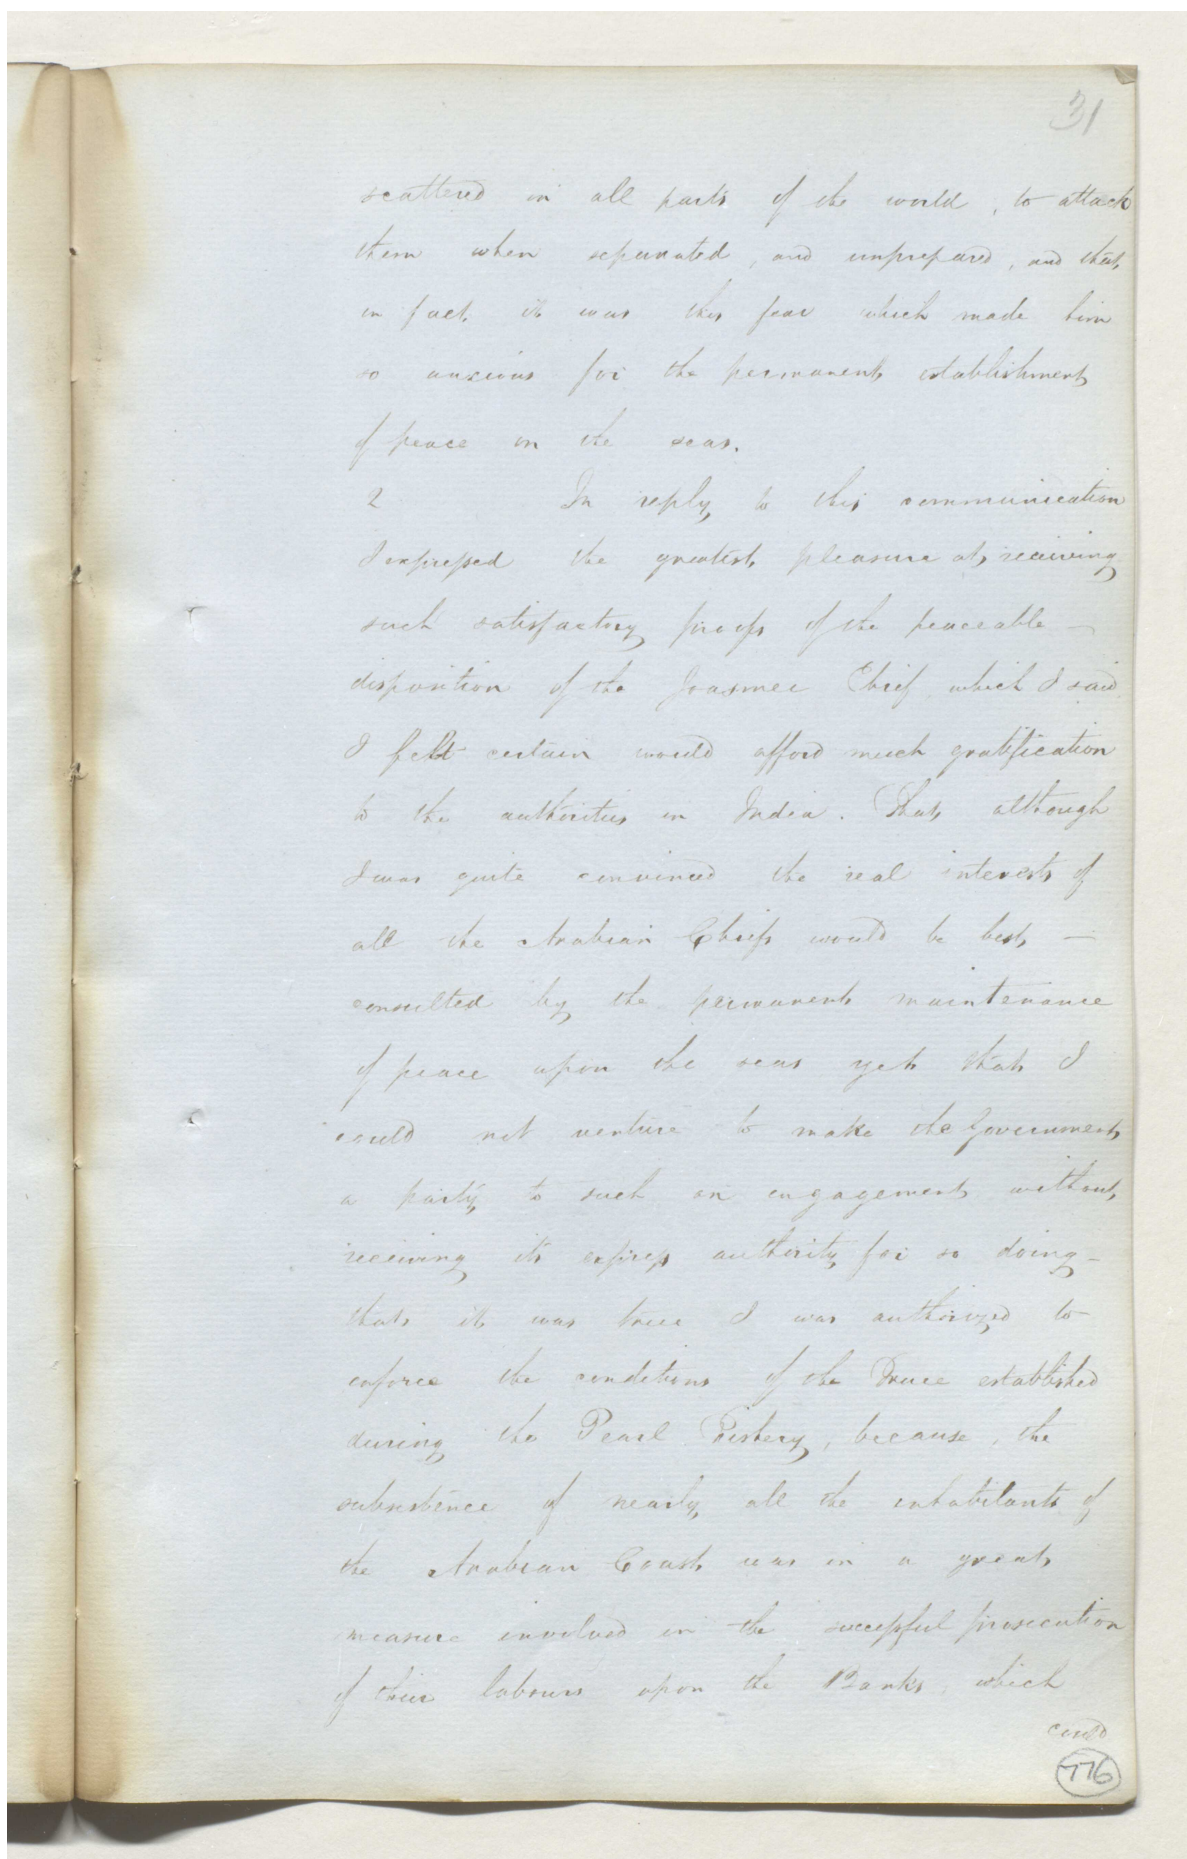 31
scattered in all parts of the world, to attack
them when separated, and unprepared, and that,
in fact, it was this fear which made him
so anxious for the permanent establishment
of peace on the seas.
2 In reply to this communication
I expressed the greatest pleasure at receiving
such satisfactory proofs of the peaceable —
disposition of the Joasmee Chief, which I said
I felt certain would afford much gratification
to the authorities in India. That, although
I was quite convinced the real interests of
all the Arabian Chiefs would be best —
consulted by the permanent maintenance
of peace upon the seas yet that I
could not venture to make the Government
a party to such an engagement without
receiving its express authority for so doing —
that it was true I was authorized to
enforce the conditions of the Truce established
during the Pearl Fishery, because, the
subsistence of nearly all the inhabitants of
the Arabian Coast was in a great
measure involved in the successful prosecution
of their labours upon the Banks, which
could
776